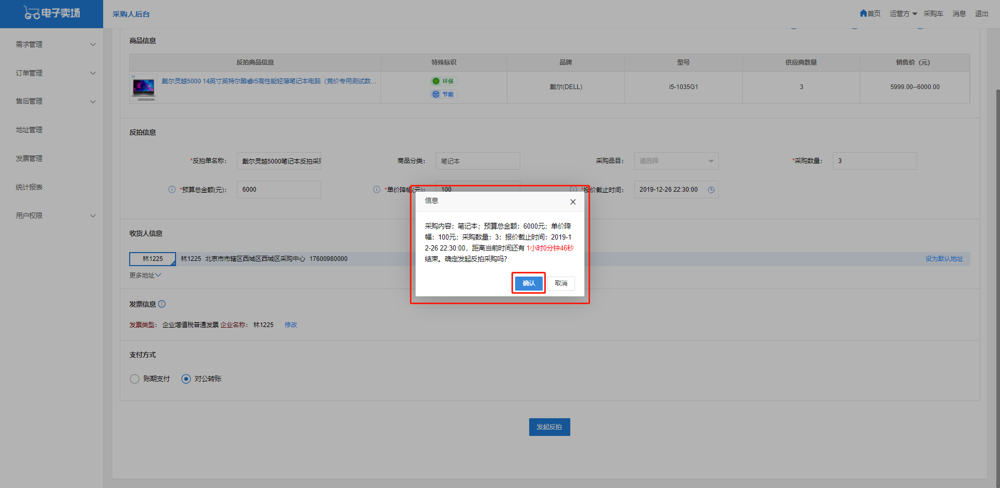 电子卖场
采购人后台
首页 运营方 采购车 消息 退出
需求管理
订单管理
售后管理
地址管理
发票管理
统计报表
用户权限
商品信息
反拍商品信息 特殊标识 品牌 型号 供应商数量 销售价（元）
戴尔灵越5000 14英寸英特尔酷睿i5高性能轻薄笔记本电脑（竞价专用测试数... 环保 节能 戴尔(DELL) i5-1035G1 3 5999.00--6000.00
反拍信息
*反拍单名称： 戴尔灵越5000笔记本反拍采 商品分类： 笔记本 采购品目： 请选择 *采购数量： 3
*预算总金额(元)： 6000 *单价降幅(元)： 100 *报价截止时间： 2019-12-26 22:30:00
信息
采购内容：笔记本；预算总金额：6000元；单价降
幅：100元；采购数量：3；报价截止时间：2019-1
2-26 22:30:00，距离当前时间还有 1小时0分钟46秒
结束。确定发起反拍采购吗？
确认 取消
收货人信息
林1225 林1225 北京市市辖区西城区西城区采购中心 17600980000 设为默认地址
更多地址
发票信息
发票类型： 企业增值税普通发票 企业名称： 林1225 修改
支付方式
账期支付 对公转账
发起反拍